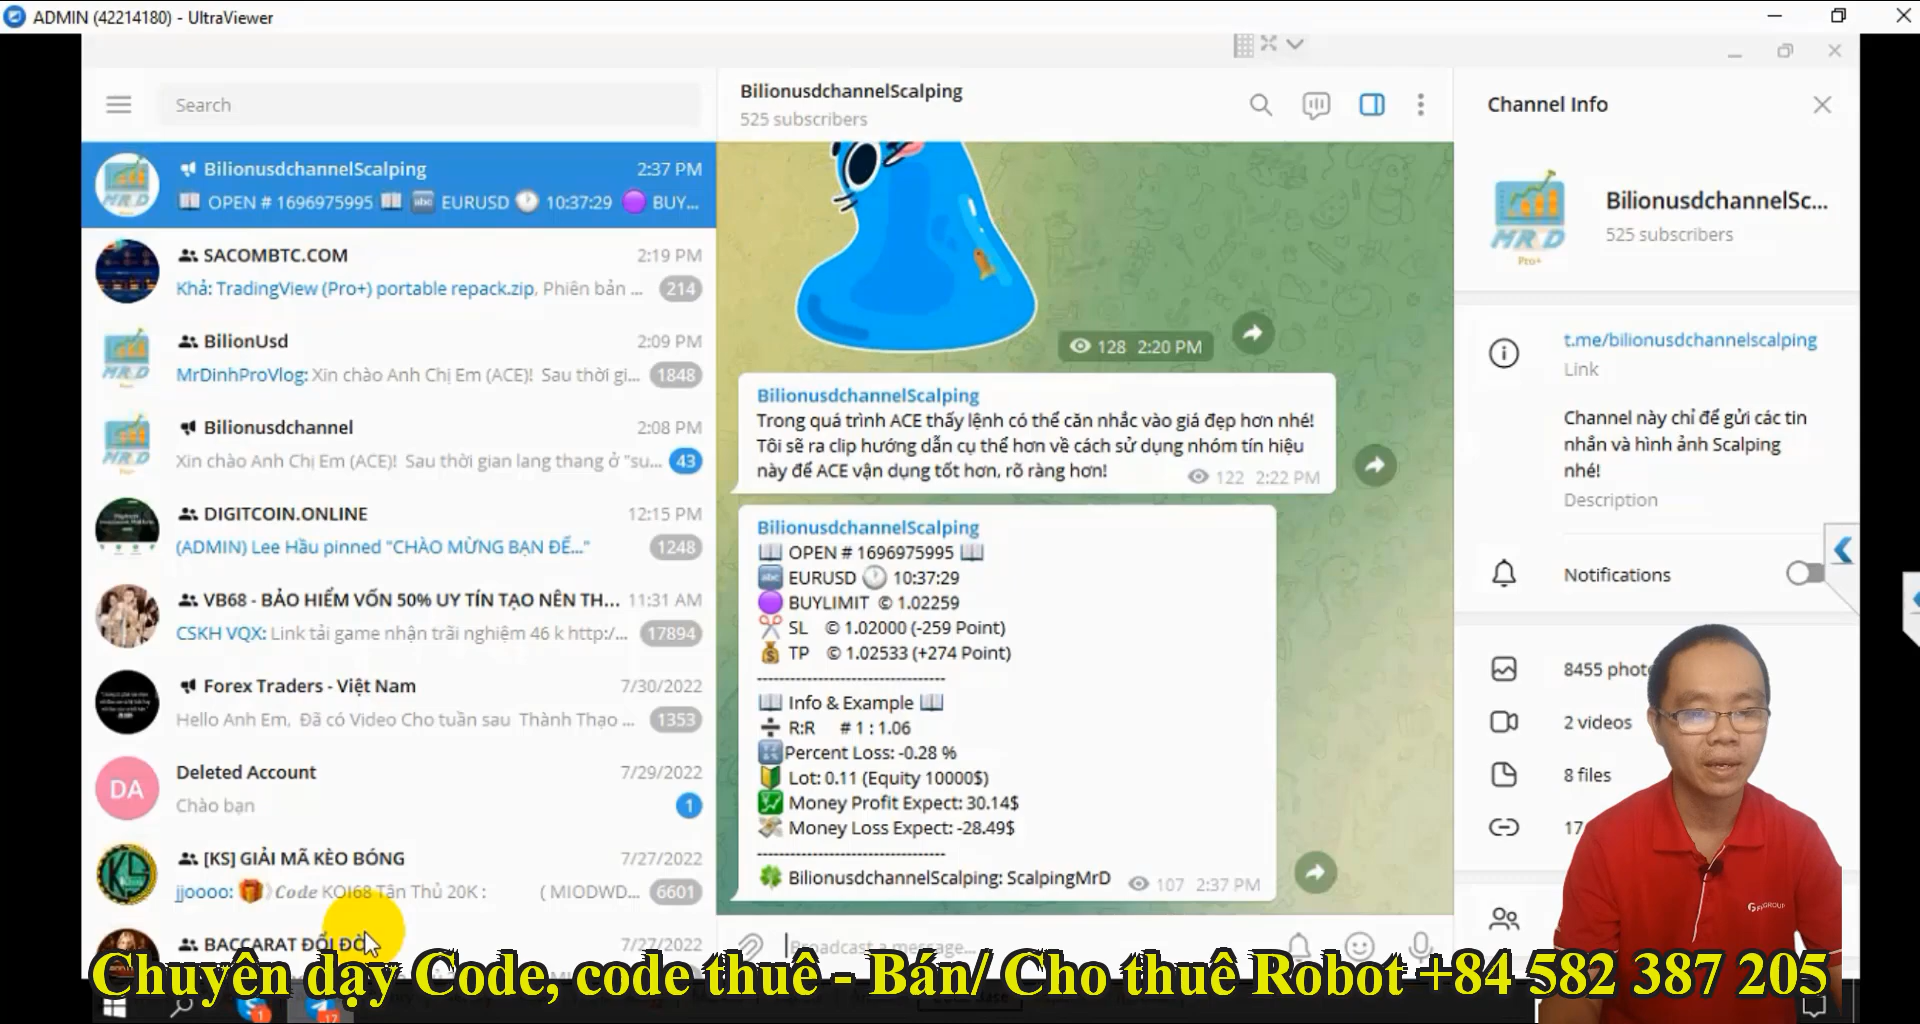 ADMIN (42214180) - UltraViewer
Search
BilionusdchannelScalping 2:37 PM
OPEN # 1696975995 EURUSD 10:37:29 BUY...
SACOMBTC.COM 2:19 PM
Khả: TradingView (Pro+) portable repack.zip, Phiên bản ... 214
BilionUsd 2:09 PM
MrDinhProVlog: Xin chào Anh Chị Em (ACE)! Sau thời gi... 1848
Bilionusdchannel 2:08 PM
Xin chào Anh Chị Em (ACE)! Sau thời gian lang thang ở "su... 43
DIGITCOIN.ONLINE 12:15 PM
(ADMIN) Lee Hầu pinned "CHÀO MỪNG BẠN ĐẾ..." 1248
VB68 - BẢO HIỂM VỐN 50% UY TÍN TẠO NÊN TH... 11:31 AM
CSKH VQX: Link tải game nhận trãi nghiệm 46 k http:/... 17894
Forex Traders - Việt Nam 7/30/2022
Hello Anh Em, Đã có Video Cho tuần sau Thành Thạo ... 1353
DA
Deleted Account 7/29/2022
Chào bạn 1
[KS] GIẢI MÃ KÈO BÓNG 7/27/2022
jjoooo: Code KOI68 Tân Thủ 20K : ( MIODWD... 6601
BACCARAT ĐỔI ĐÒ 7/27/2022
BilionusdchannelScalping
525 subscribers
128 2:20 PM
BilionusdchannelScalping
Trong quá trình ACE thấy lệnh có thể căn nhắc vào giá đẹp hơn nhé!
Tôi sẽ ra clip hướng dẫn cụ thể hơn về cách sử dụng nhóm tín hiệu
này để ACE vận dụng tốt hơn, rõ ràng hơn! 122 2:22 PM
BilionusdchannelScalping
OPEN # 1696975995
EURUSD 10:37:29
BUYLIMIT © 1.02259
SL © 1.02000 (-259 Point)
TP © 1.02533 (+274 Point)
----------------------------------
Info & Example
R:R # 1 : 1.06
Percent Loss: -0.28 %
Lot: 0.11 (Equity 10000$)
Money Profit Expect: 30.14$
Money Loss Expect: -28.49$
----------------------------------
BilionusdchannelScalping: ScalpingMrD 107 2:37 PM
Broadcast a message...
Channel Info
MR D
Pro+
BilionusdchannelSc...
525 subscribers
t.me/bilionusdchannelscalping
Link
Channel này chỉ để gửi các tin
nhắn và hình ảnh Scalping
nhé!
Description
Notifications
8455 photo
2 videos
8 files
17
Chuyên dạy Code, code thuê - Bán/ Cho thuê Robot +84 582 387 205